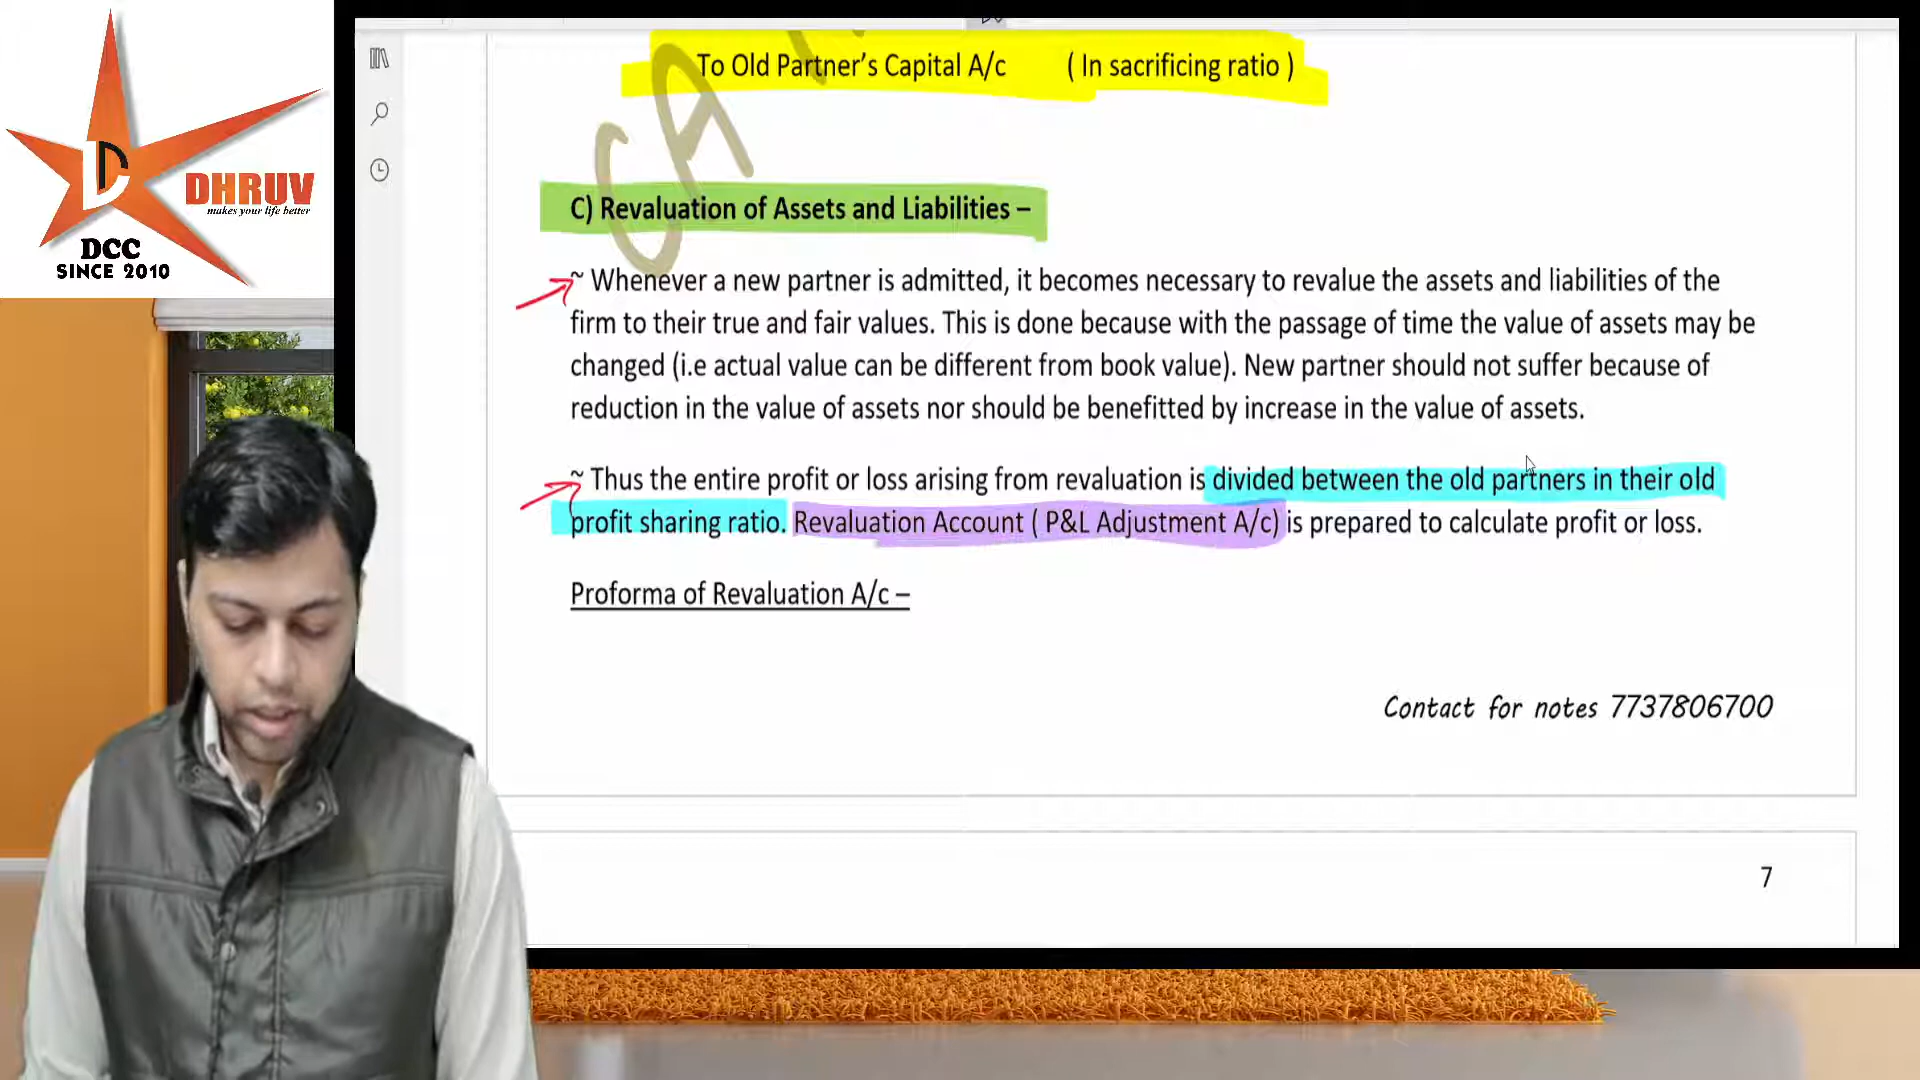 To Old Partner's Capital A/c ( In sacrificing ratio )
CA
C) Revaluation of Assets and Liabilities –
~ Whenever a new partner is admitted, it becomes necessary to revalue the assets and liabilities of the
firm to their true and fair values. This is done because with the passage of time the value of assets may be
changed (i.e actual value can be different from book value). New partner should not suffer because of
reduction in the value of assets nor should be benefitted by increase in the value of assets.
~ Thus the entire profit or loss arising from revaluation is divided between the old partners in their old
profit sharing ratio. Revaluation Account ( P&L Adjustment A/c) is prepared to calculate profit or loss.
Proforma of Revaluation A/c –
Contact for notes 7737806700
7
D
DHRUV
makes your life better
DCC
SINCE 2010